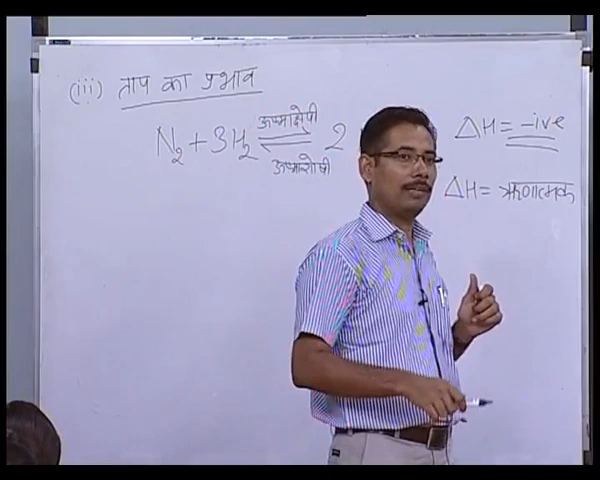 (iii) ताप का प्रभाव
ऊष्माक्षेपी
N₂ + 3H₂ ⇌ 2
ऊष्माशोषी
ΔH = -ive
ΔH = ऋणात्मक